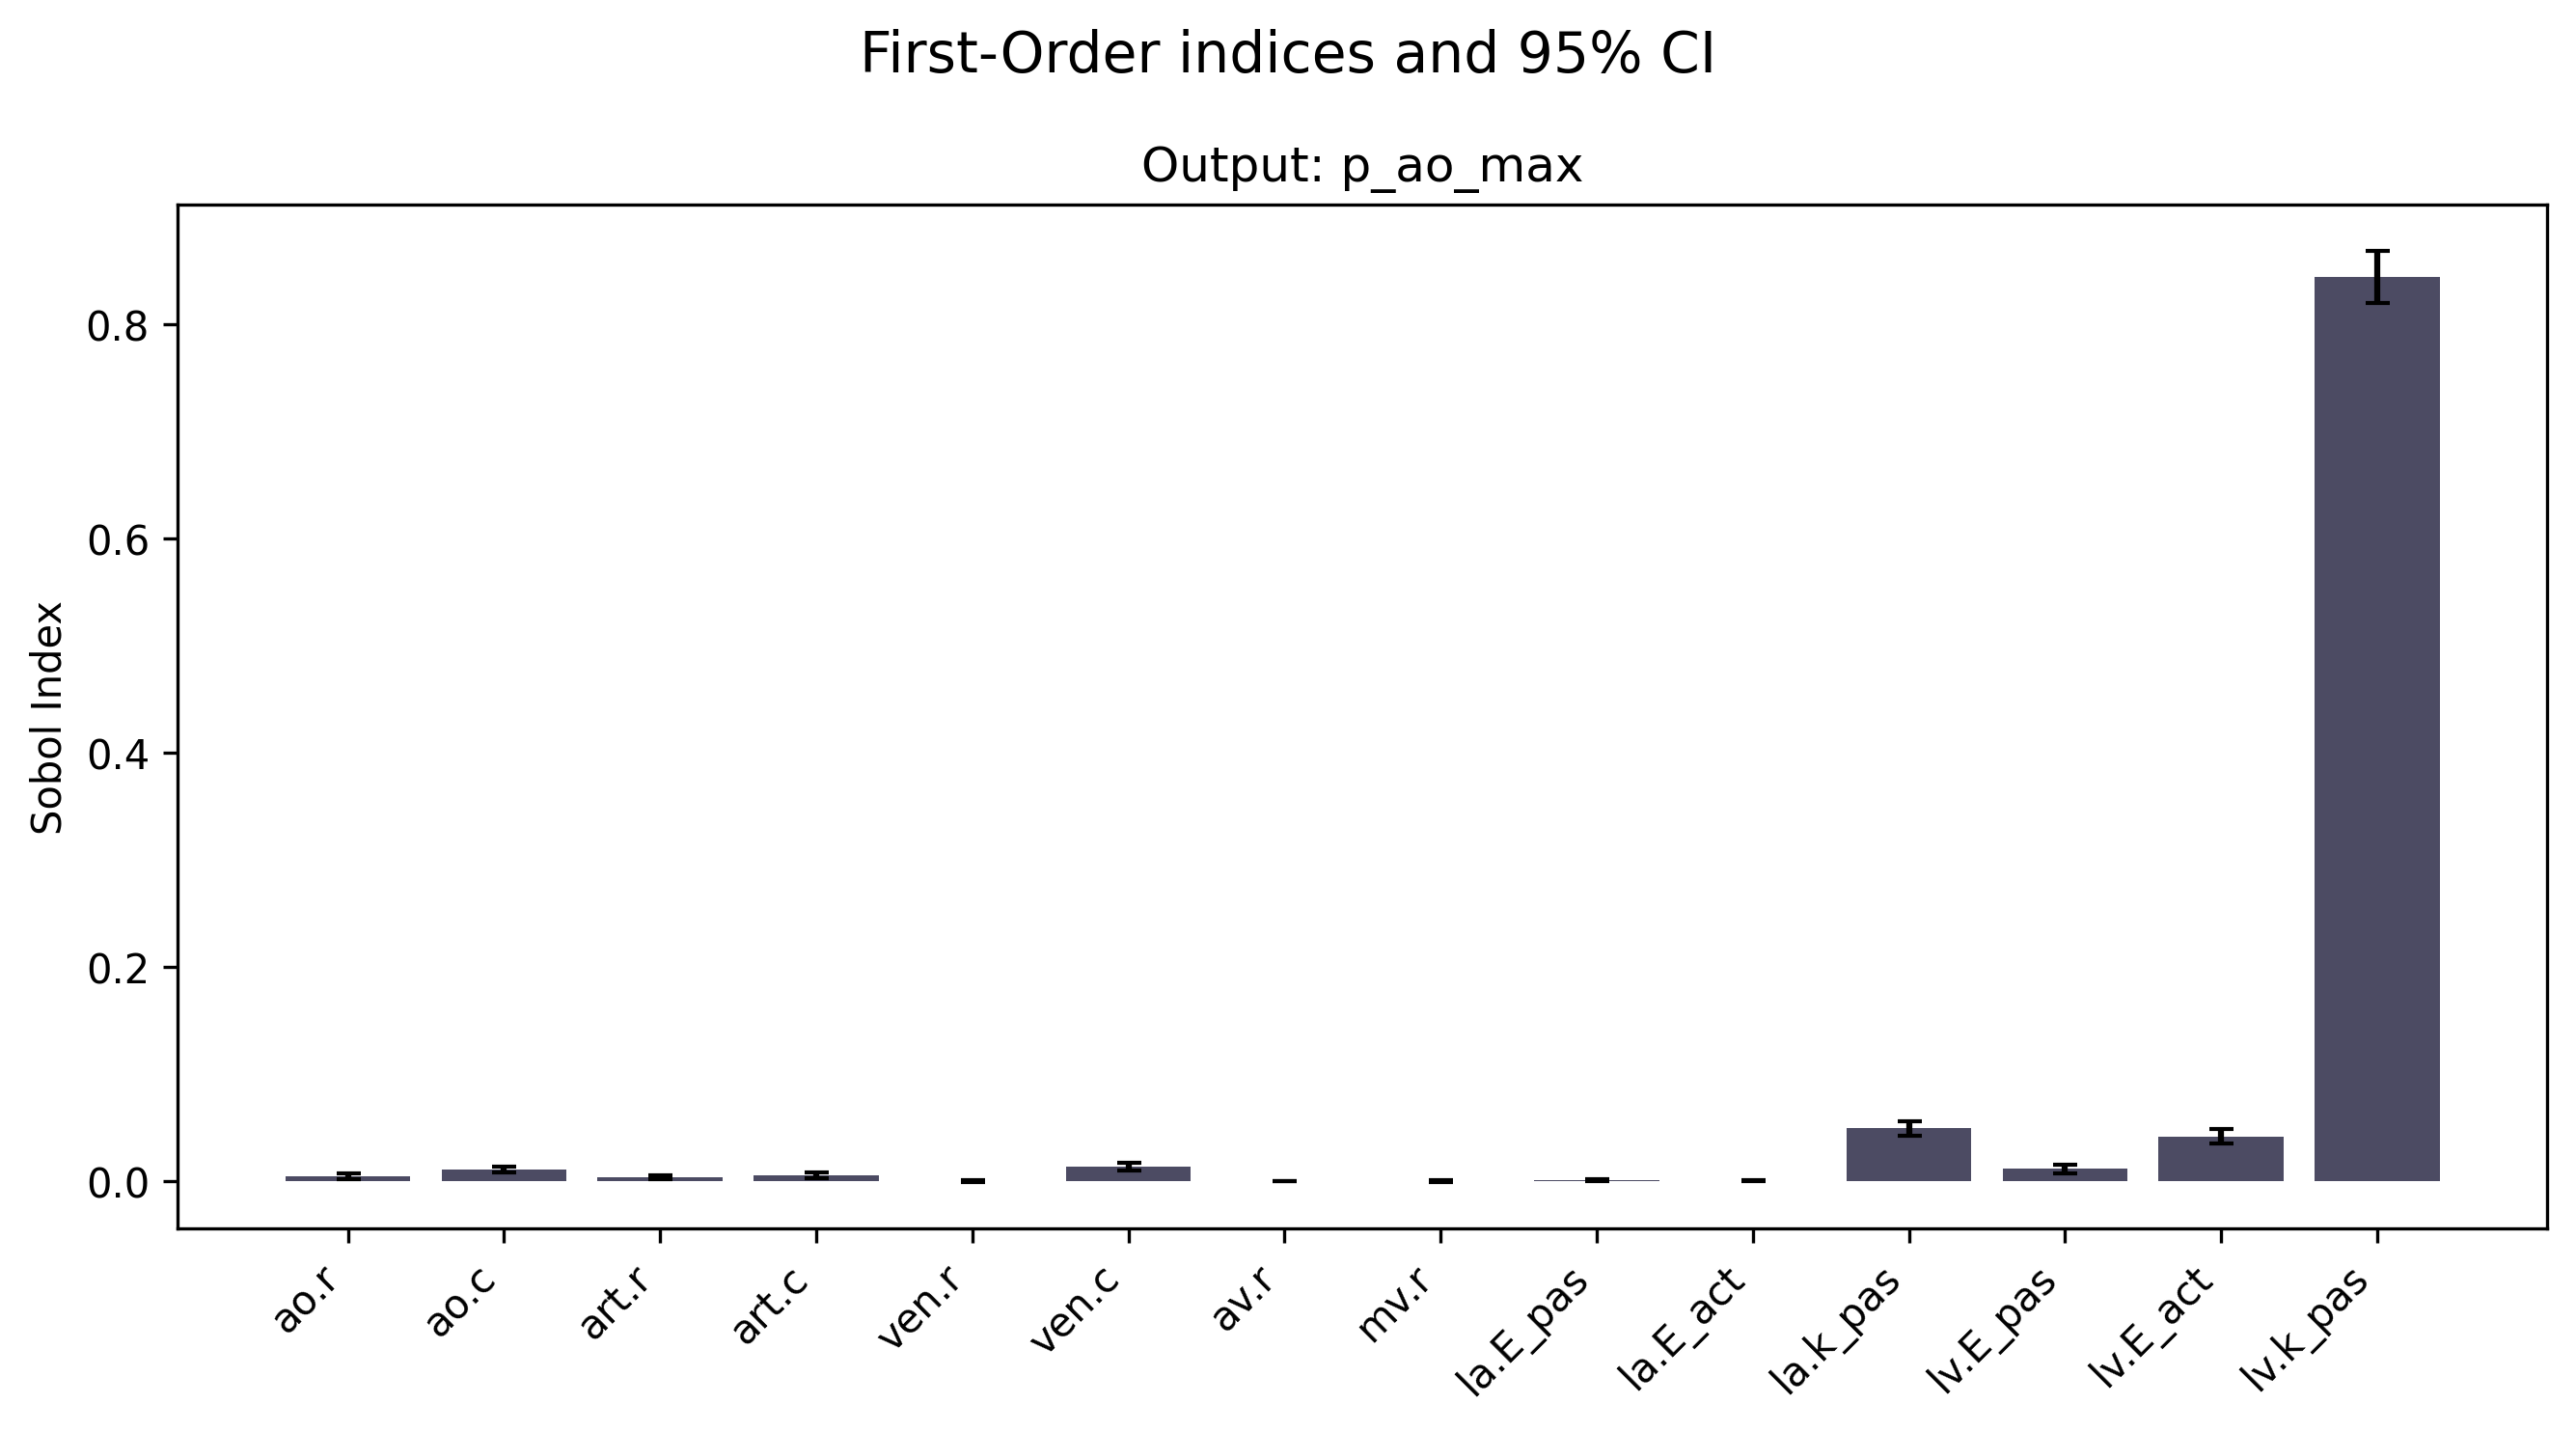 First-Order indices and 95% CI
Output: p_ao_max
Sobol Index
0.8
0.6
0.4
0.2
0.0
ao.r
ao.c
art.r
art.c
ven.r
ven.c
av.r
mv.r
la.E_pas
la.E_act
la.k_pas
lv.E_pas
lv.E_act
lv.k_pas